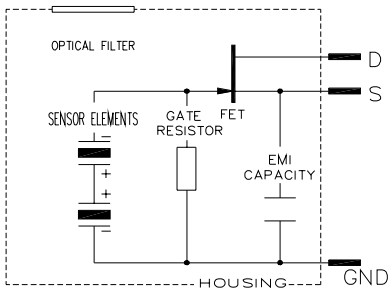 OPTICAL FILTER
D
S
SENSOR ELEMENTS
GATE
RESISTOR
FET
EMI
CAPACITY
−
+
+
−
HOUSING
GND